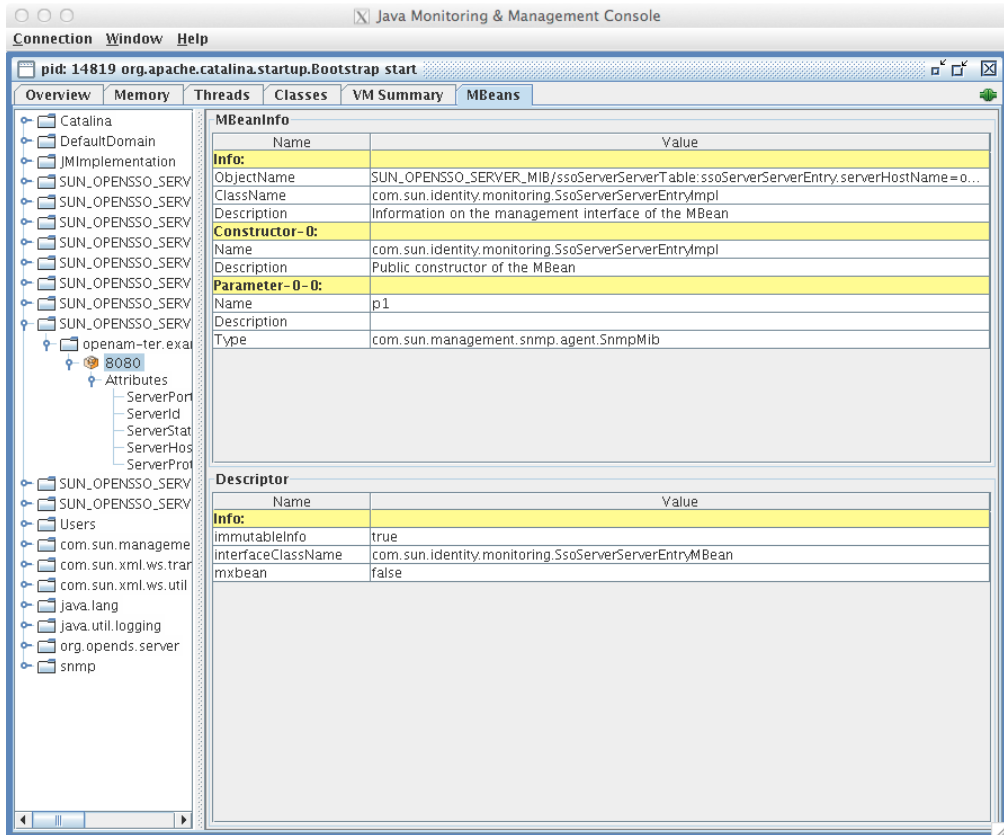 Java Monitoring & Management Console
Connection Window Help
pid: 14819 org.apache.catalina.startup.Bootstrap start
Overview Memory Threads Classes VM Summary MBeans
Catalina
DefaultDomain
JMImplementation
SUN_OPENSSO_SERV
SUN_OPENSSO_SERV
SUN_OPENSSO_SERV
SUN_OPENSSO_SERV
SUN_OPENSSO_SERV
SUN_OPENSSO_SERV
SUN_OPENSSO_SERV
SUN_OPENSSO_SERV
openam-ter.exar
8080
Attributes
ServerPort
ServerId
ServerStat
ServerHos
ServerProt
SUN_OPENSSO_SERV
SUN_OPENSSO_SERV
Users
com.sun.manageme
com.sun.xml.ws.trar
com.sun.xml.ws.util
java.lang
java.util.logging
org.opends.server
snmp
MBeanInfo
Name Value
Info:
ObjectName SUN_OPENSSO_SERVER_MIB/ssoServerServerTable:ssoServerServerEntry.serverHostName=o...
ClassName com.sun.identity.monitoring.SsoServerServerEntryImpl
Description Information on the management interface of the MBean
Constructor-0:
Name com.sun.identity.monitoring.SsoServerServerEntryImpl
Description Public constructor of the MBean
Parameter-0-0:
Name p1
Description
Type com.sun.management.snmp.agent.SnmpMib
Descriptor
Name Value
Info:
immutableInfo true
interfaceClassName com.sun.identity.monitoring.SsoServerServerEntryMBean
mxbean false